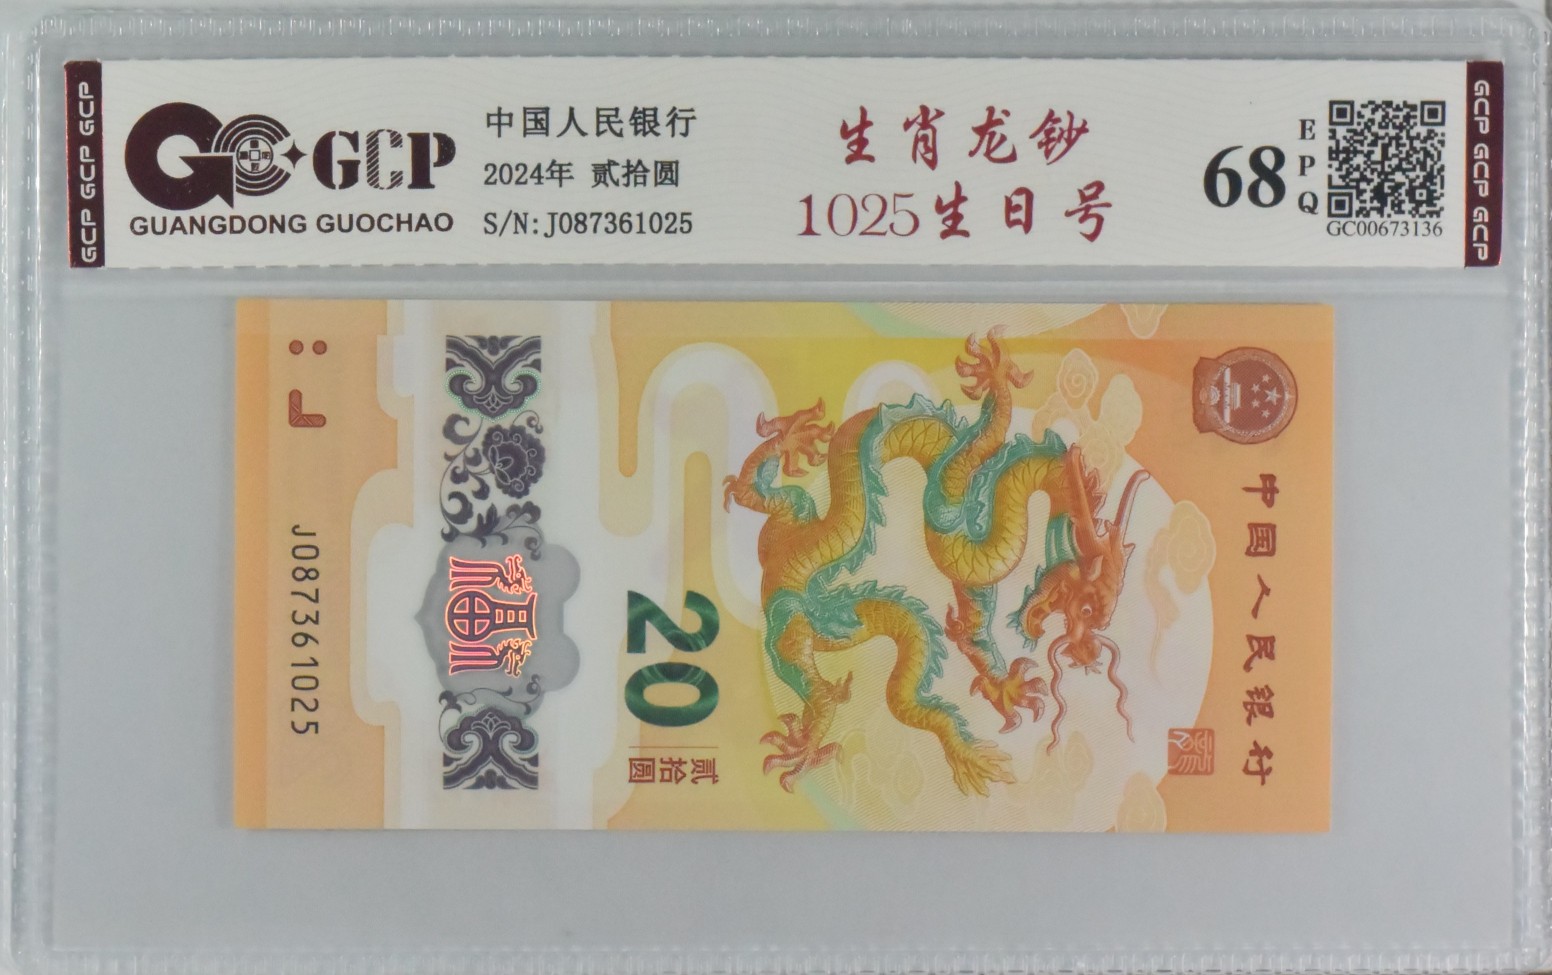 GCP GCP GCP
GCP
GUANGDONG GUOCHAO
中国人民银行
2024年 贰拾圆
S/N:J087361025
生肖龙钞
1025生日号
68
EPQ
GC00673136
GCP GCP GCP
中国人民银行
20
贰拾圆
J087361025